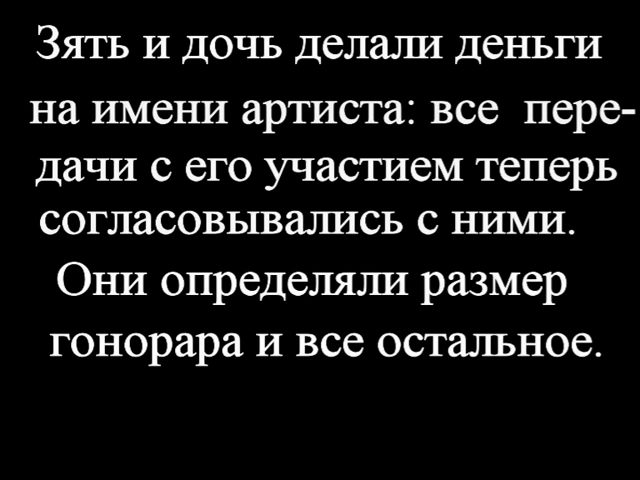 Зять и дочь делали деньги
на имени артиста: все пере-
дачи с его участием теперь
согласовывались с ними.
Они определяли размер
гонорара и все остальное.